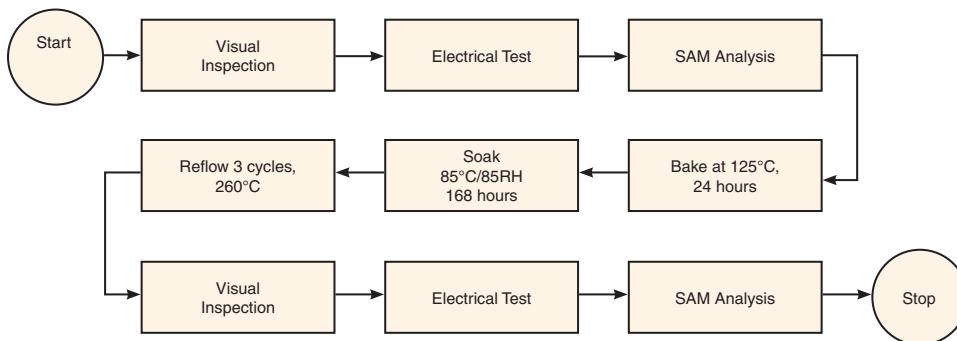 Start
Visual
Inspection
Electrical Test
SAM Analysis
Bake at 125°C,
24 hours
Soak
85°C/85RH
168 hours
Reflow 3 cycles,
260°C
Visual
Inspection
Electrical Test
SAM Analysis
Stop